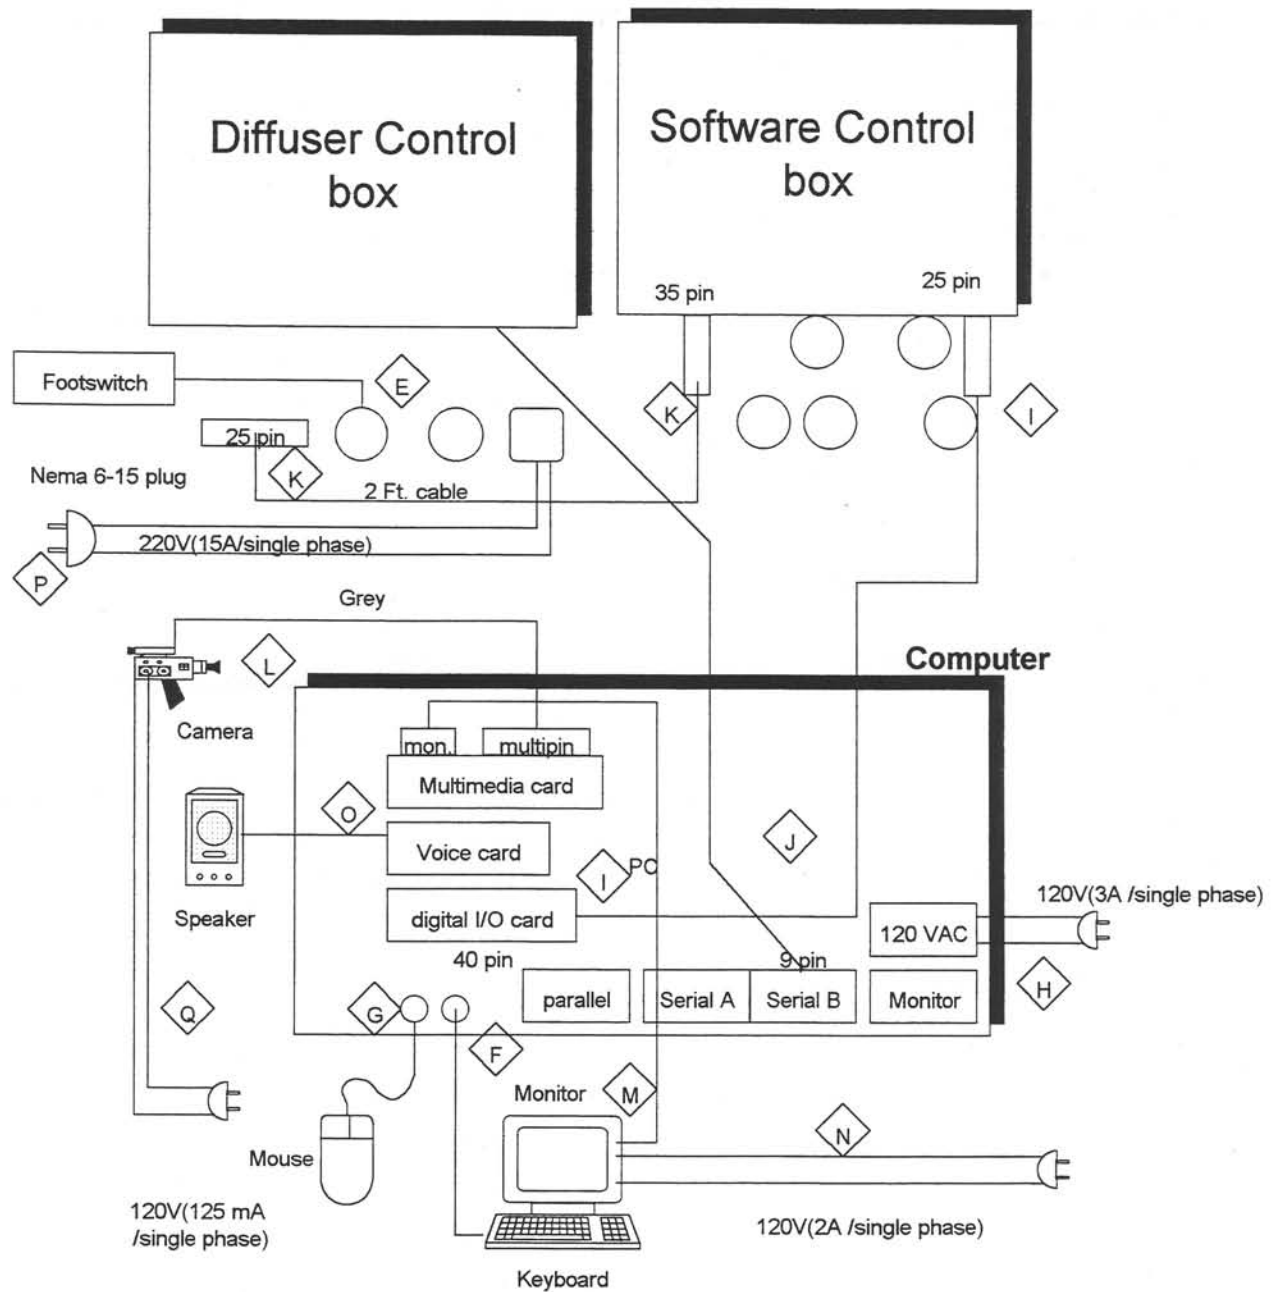 Diffuser Control
box
Software Control
box
35 pin
25 pin
Footswitch
E
K
I
25 pin
K
Nema 6-15 plug
2 Ft. cable
220V(15A/single phase)
P
Grey
L
Computer
Camera
mon.
multipin
Multimedia card
O
J
Voice card
I
PC
Speaker
digital I/O card
120V(3A /single phase)
120 VAC
40 pin
9 pin
H
Q
G
parallel
Serial A
Serial B
Monitor
F
Monitor
M
N
Mouse
120V(125 mA
/single phase)
120V(2A /single phase)
Keyboard